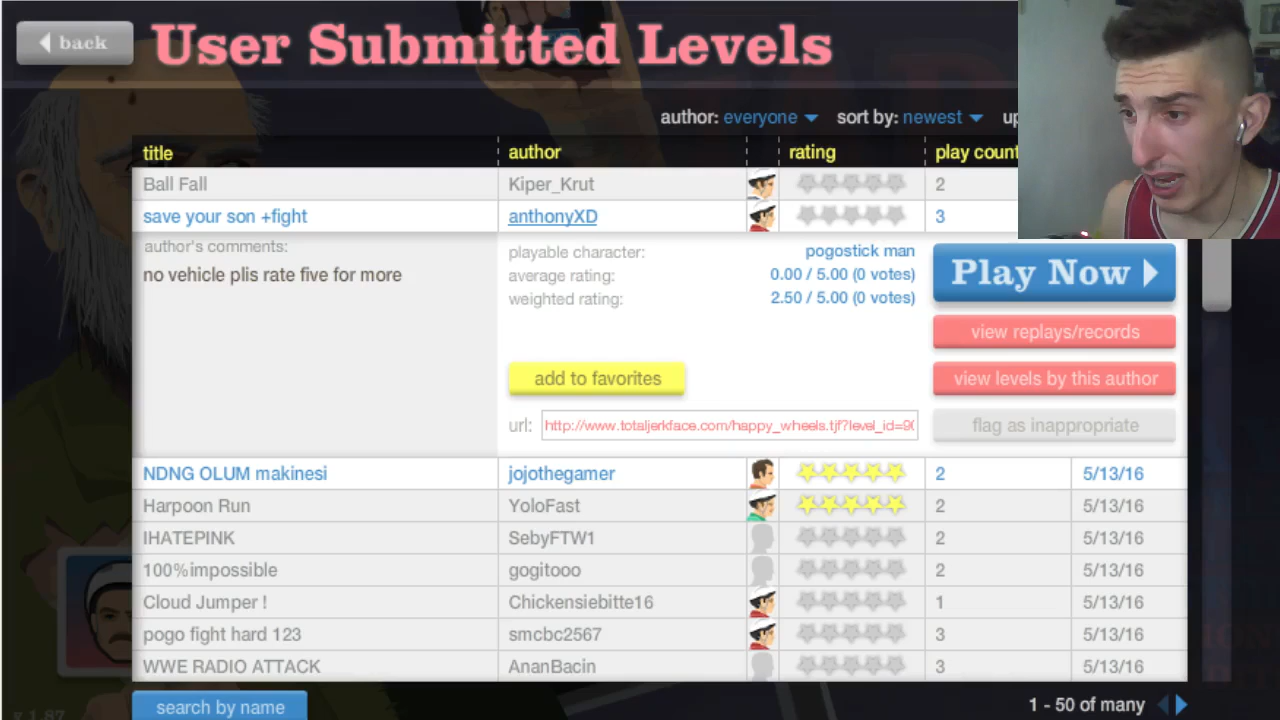 back
User Submitted Levels
author: everyone sort by: newest up
title author rating play count
Ball Fall Kiper_Krut 2
save your son +fight anthonyXD 3
author's comments:
no vehicle plis rate five for more
playable character: pogostick man
average rating: 0.00 / 5.00 (0 votes)
weighted rating: 2.50 / 5.00 (0 votes)
Play Now
view replays/records
add to favorites
view levels by this author
url: http://www.totaljerkface.com/happy_wheels.tjf?level_id=9
flag as inappropriate
NDNG OLUM makinesi jojothegamer 2 5/13/16
Harpoon Run YoloFast 2 5/13/16
IHATEPINK SebyFTW1 2 5/13/16
100%impossible gogitooo 2 5/13/16
Cloud Jumper ! Chickensiebitte16 1 5/13/16
pogo fight hard 123 smcbc2567 3 5/13/16
WWE RADIO ATTACK AnanBacin 3 5/13/16
search by name
1 - 50 of many
v 1.87